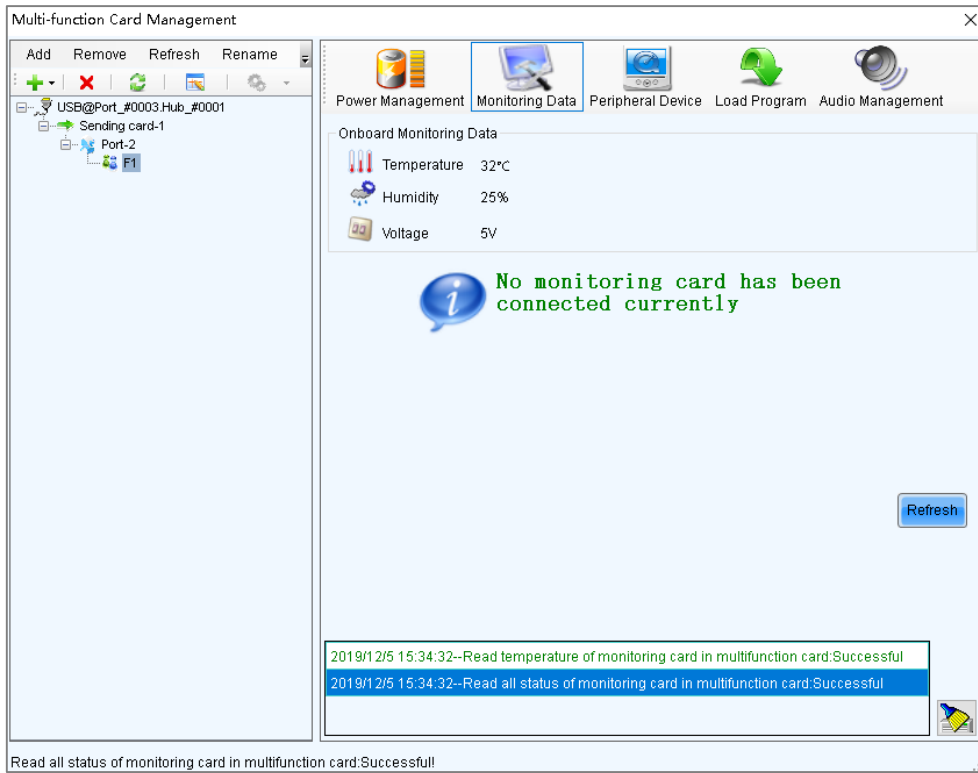 Multi-function Card Management
Add Remove Refresh Rename
USB@Port_#0003.Hub_#0001
Sending card-1
Port-2
F1
Power Management Monitoring Data Peripheral Device Load Program Audio Management
Onboard Monitoring Data
Temperature 32℃
Humidity 25%
Voltage 5V
No monitoring card has been
connected currently
Refresh
2019/12/5 15:34:32--Read temperature of monitoring card in multifunction card:Successful
2019/12/5 15:34:32--Read all status of monitoring card in multifunction card:Successful
Read all status of monitoring card in multifunction card:Successful!